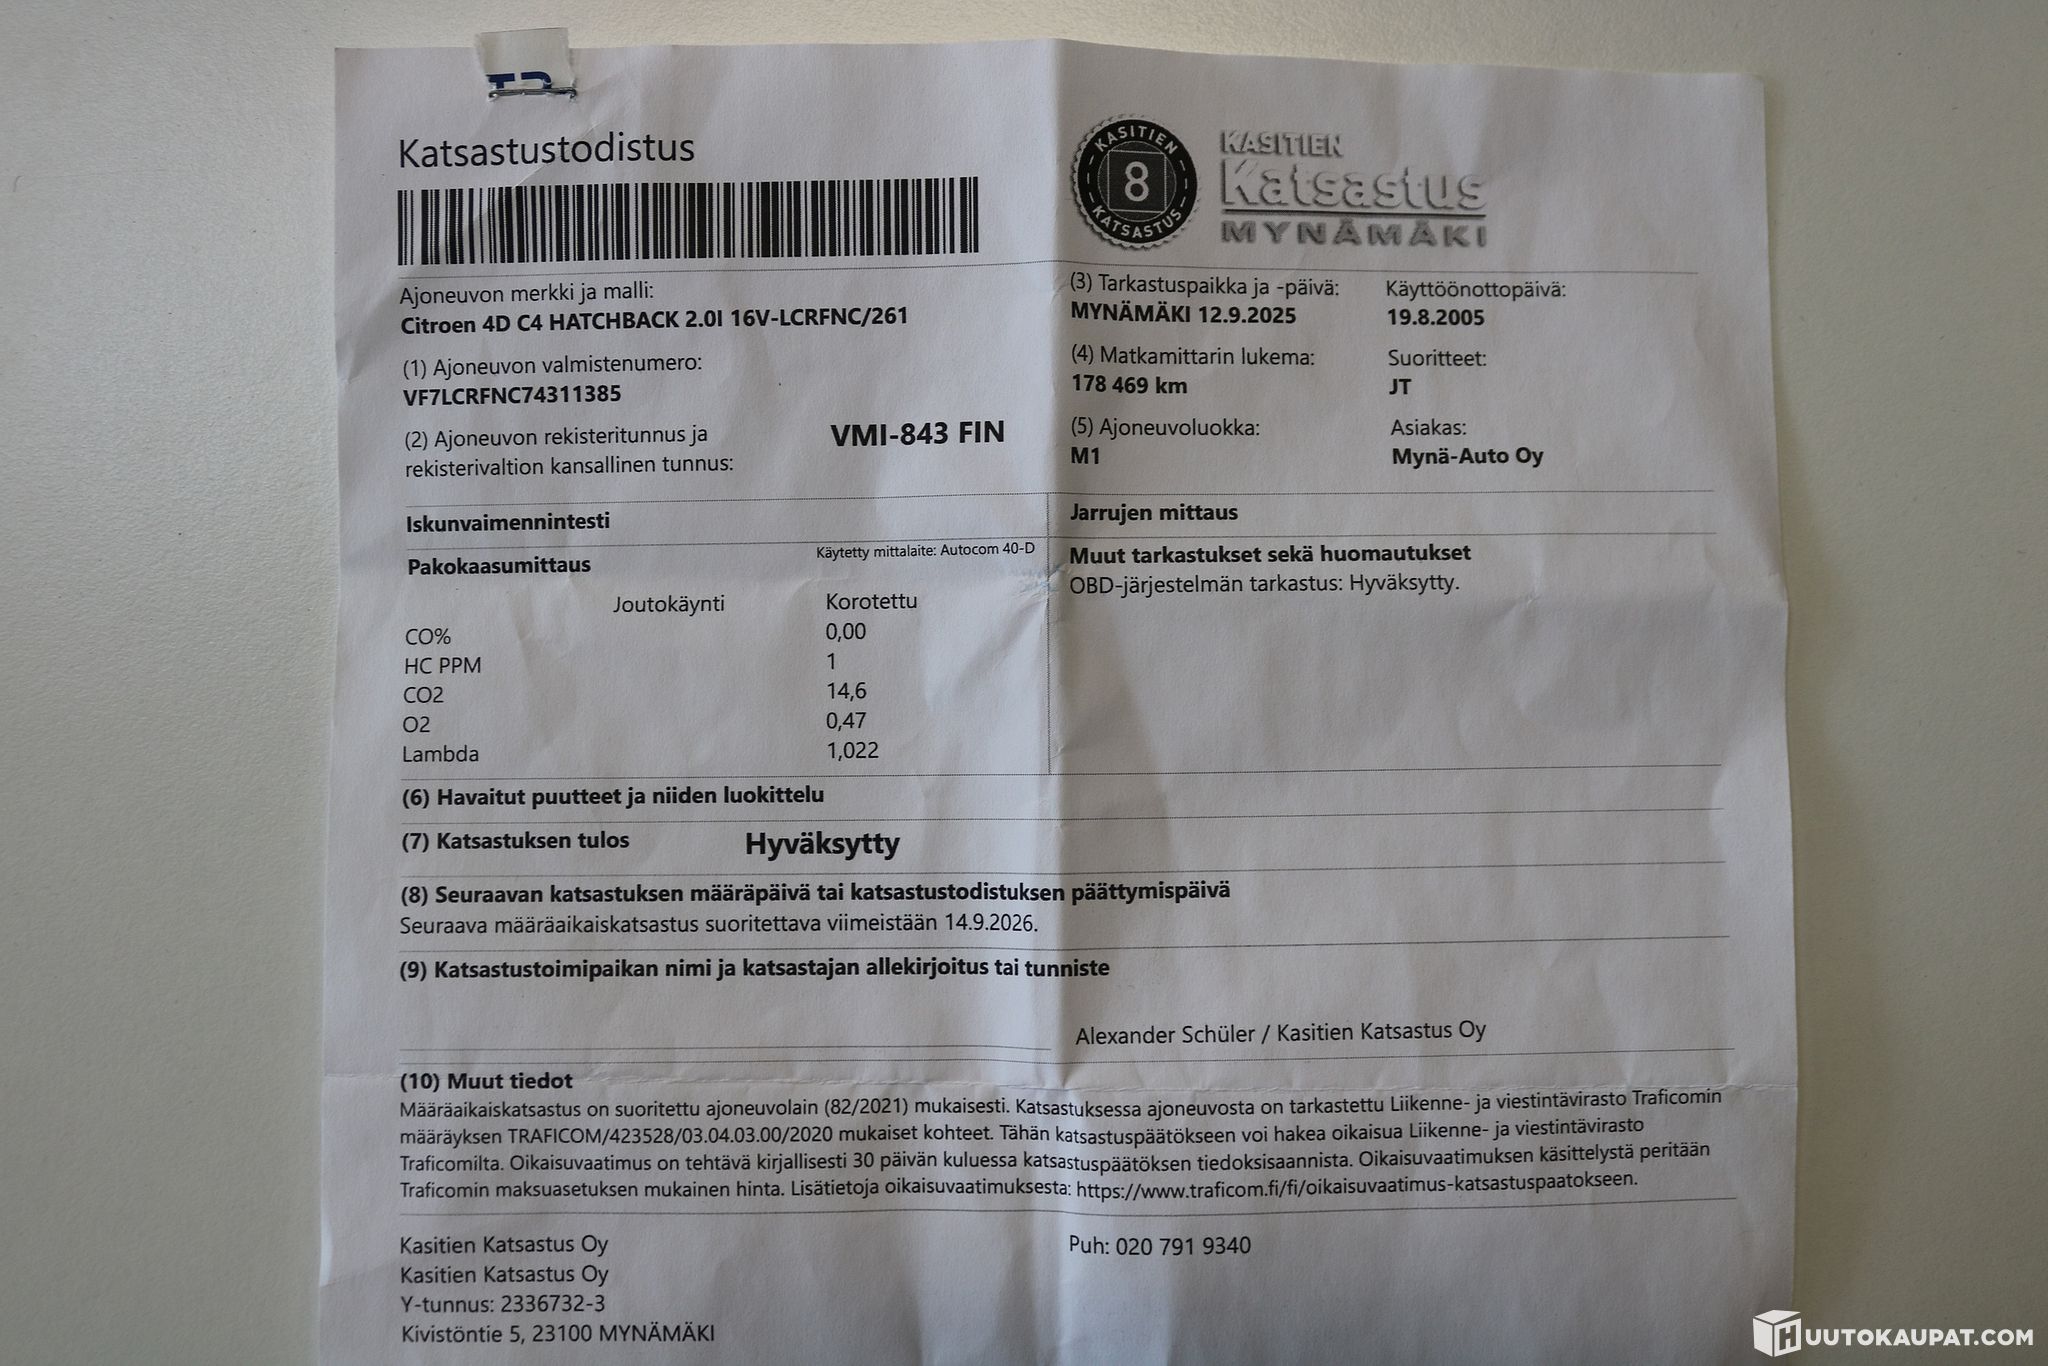 Katsastustodistus
KASITIEN
8
KATSASTUS
KASITIEN
Katsastus
MYNÄMÄKI
Ajoneuvon merkki ja malli:
Citroen 4D C4 HATCHBACK 2.0I 16V-LCRFNC/261
(1) Ajoneuvon valmistenumero:
VF7LCRFNC74311385
(2) Ajoneuvon rekisteritunnus ja
rekisterivaltion kansallinen tunnus:
VMI-843 FIN
(3) Tarkastuspaikka ja -päivä:
MYNÄMÄKI 12.9.2025
Käyttöönottopäivä:
19.8.2005
(4) Matkamittarin lukema:
178 469 km
Suoritteet:
JT
(5) Ajoneuvoluokka:
M1
Asiakas:
Mynä-Auto Oy
Iskunvaimennintesti
Jarrujen mittaus
Pakokaasumittaus
Käytetty mittalaite: Autocom 40-D
Joutokäynti Korotettu
CO% 0,00
HC PPM 1
CO2 14,6
O2 0,47
Lambda 1,022
Muut tarkastukset sekä huomautukset
OBD-järjestelmän tarkastus: Hyväksytty.
(6) Havaitut puutteet ja niiden luokittelu
(7) Katsastuksen tulos Hyväksytty
(8) Seuraavan katsastuksen määräpäivä tai katsastustodistuksen päättymispäivä
Seuraava määräaikaiskatsastus suoritettava viimeistään 14.9.2026.
(9) Katsastustoimipaikan nimi ja katsastajan allekirjoitus tai tunniste
Alexander Schüler / Kasitien Katsastus Oy
(10) Muut tiedot
Määräaikaiskatsastus on suoritettu ajoneuvolain (82/2021) mukaisesti. Katsastuksessa ajoneuvosta on tarkastettu Liikenne- ja viestintävirasto Traficomin
määräyksen TRAFICOM/423528/03.04.03.00/2020 mukaiset kohteet. Tähän katsastuspäätökseen voi hakea oikaisua Liikenne- ja viestintävirasto
Traficomilta. Oikaisuvaatimus on tehtävä kirjallisesti 30 päivän kuluessa katsastuspäätöksen tiedoksisaannista. Oikaisuvaatimuksen käsittelystä peritään
Traficomin maksuasetuksen mukainen hinta. Lisätietoja oikaisuvaatimuksesta: https://www.traficom.fi/fi/oikaisuvaatimus-katsastuspaatokseen.
Kasitien Katsastus Oy
Kasitien Katsastus Oy
Y-tunnus: 2336732-3
Kivistöntie 5, 23100 MYNÄMÄKI
Puh: 020 791 9340
HUUTOKAUPAT.COM